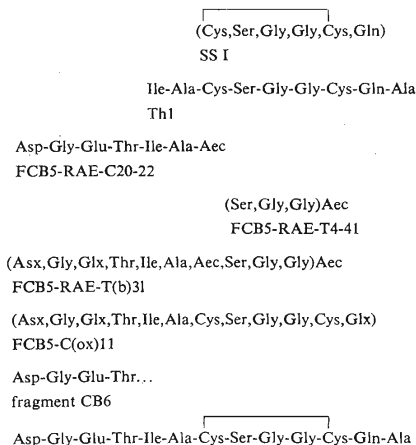 (Cys,Ser,Gly,Gly,Cys,Gln)
SS I
Ile-Ala-Cys-Ser-Gly-Gly-Cys-Gln-Ala
Th1
Asp-Gly-Glu-Thr-Ile-Ala-Aec
FCB5-RAE-C20-22
(Ser,Gly,Gly)Aec
FCB5-RAE-T4-41
(Asx,Gly,Glx,Thr,Ile,Ala,Aec,Ser,Gly,Gly)Aec
FCB5-RAE-T(b)31
(Asx,Gly,Glx,Thr,Ile,Ala,Cys,Ser,Gly,Gly,Cys,Glx)
FCB5-C(ox)11
Asp-Gly-Glu-Thr...
fragment CB6
Asp-Gly-Glu-Thr-Ile-Ala-Cys-Ser-Gly-Gly-Cys-Gln-Ala